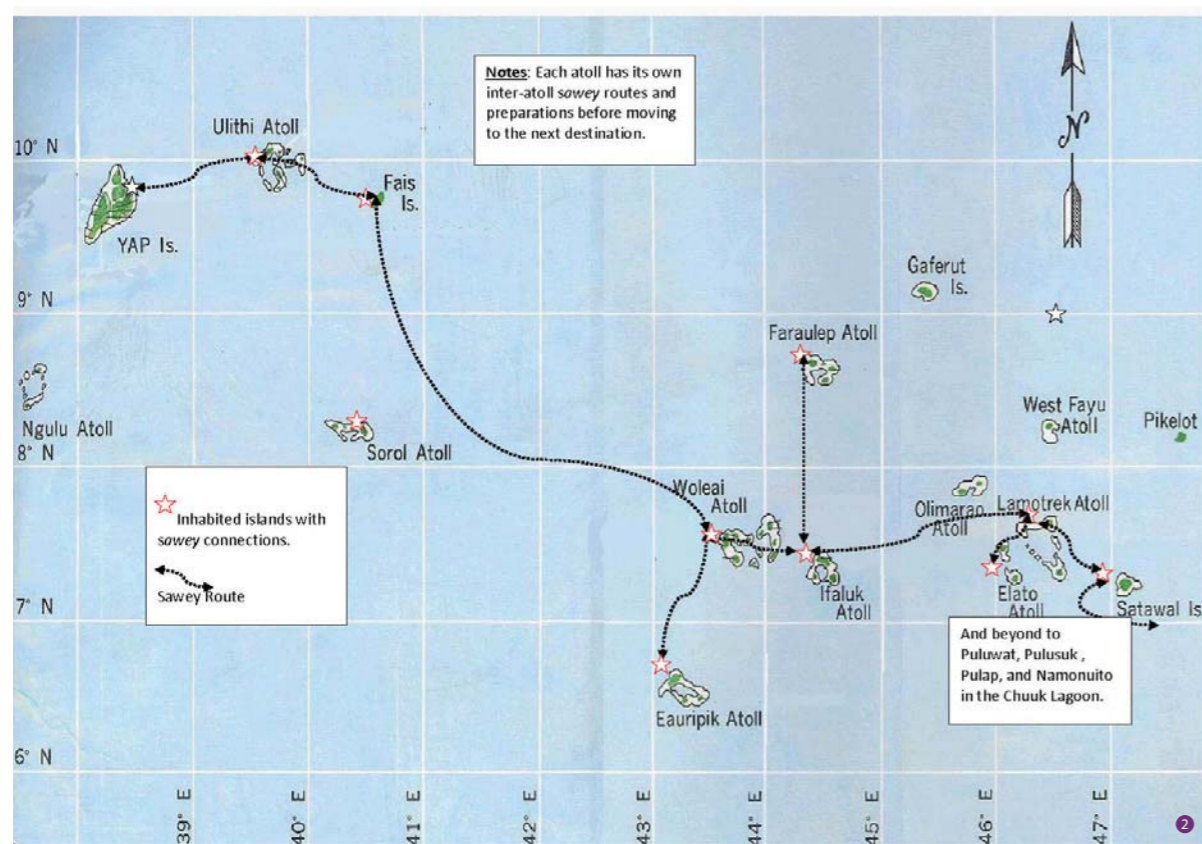 Notes: Each atoll has its own
inter-atoll sawey routes and
preparations before moving
to the next destination.
N
Ulithi Atoll
10° N
Fais
Is.
YAP Is.
Gaferut
Is.
9° N
Faraulep Atoll
West Fayu
Atoll
Pikelot
Ngulu Atoll
8° N
Sorol Atoll
Woleai
Atoll
Olimarao
Atoll
Lamotrek Atoll
Inhabited islands with
sawey connections.
Sawey Route
7° N
Ifaluk
Atoll
Elato
Atoll
Satawal Is
And beyond to
Puluwat, Pulusuk ,
Pulap, and Namonuito
in the Chuuk Lagoon.
Eauripik Atoll
6° N
39° E
40° E
41° E
42° E
43° E
44° E
45° E
46° E
47° E
2